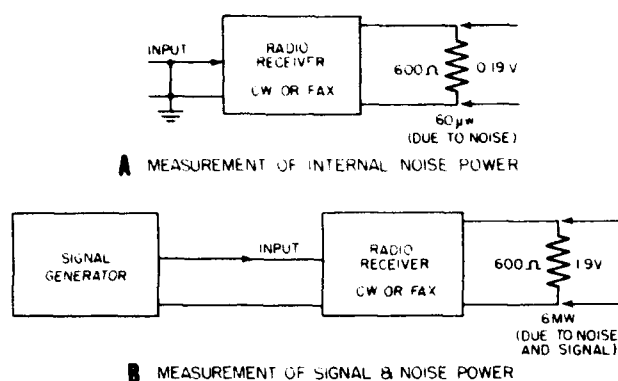 INPUT
RADIO
RECEIVER
CW OR FAX
600Ω
0.19 V
60 μw
(DUE TO NOISE)
A MEASUREMENT OF INTERNAL NOISE POWER
SIGNAL
GENERATOR
INPUT
RADIO
RECEIVER
CW OR FAX
600Ω
1.9V
6MW
(DUE TO NOISE
AND SIGNAL)
B MEASUREMENT OF SIGNAL & NOISE POWER